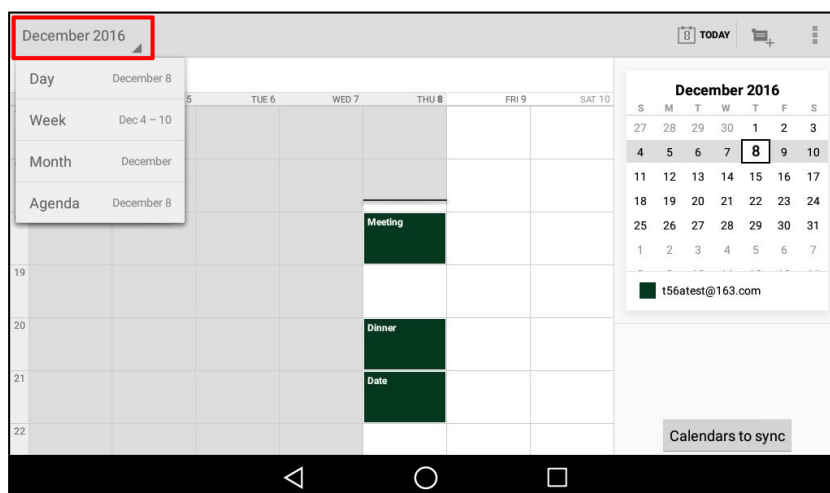 December 2016
8 TODAY
Day December 8
Week Dec 4 – 10
Month December
Agenda December 8
5 TUE 6 WED 7 THU 8 FRI 9 SAT 10
Meeting
19
20 Dinner
21 Date
22
December 2016
S M T W T F S
27 28 29 30 1 2 3
4 5 6 7 8 9 10
11 12 13 14 15 16 17
18 19 20 21 22 23 24
25 26 27 28 29 30 31
1 2 3 4 5 6 7
t56atest@163.com
Calendars to sync